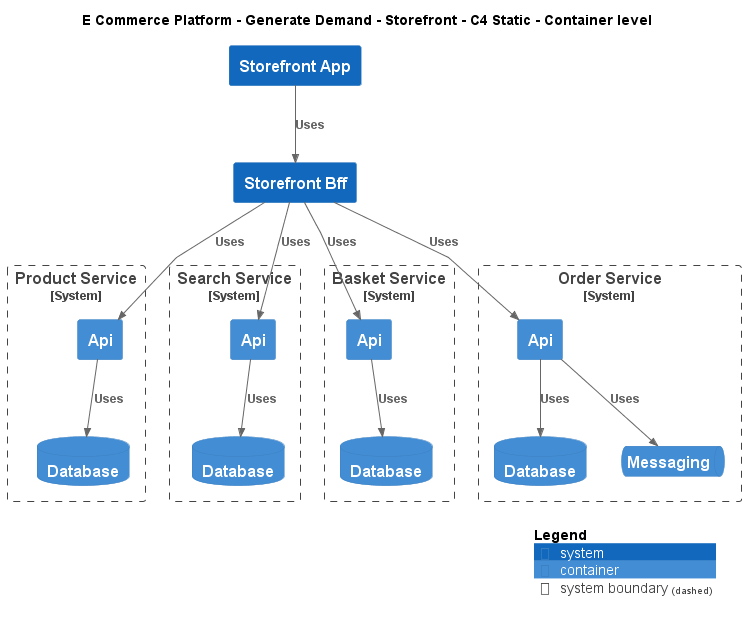 E Commerce Platform - Generate Demand - Storefront - C4 Static - Container level
Storefront App
Uses
Storefront Bff
Uses
Uses
Uses
Uses
Product Service
[System]
Search Service
[System]
Basket Service
[System]
Order Service
[System]
Api
Api
Api
Api
Uses
Uses
Uses
Uses
Uses
Database
Database
Database
Database
Messaging
Legend
system
container
system boundary (dashed)